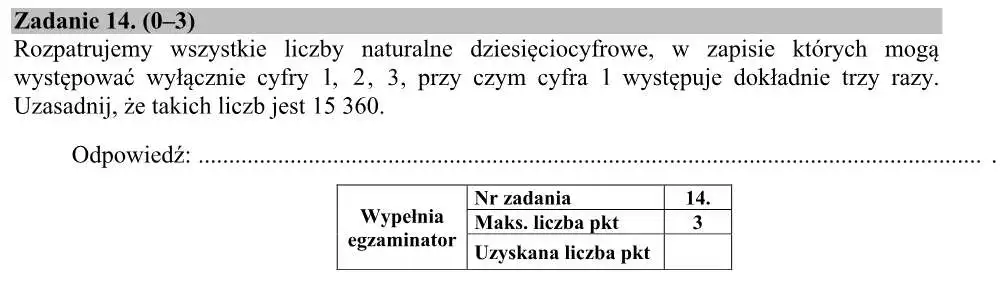 Zadanie 14. (0–3)
Rozpatrujemy wszystkie liczby naturalne dziesięciocyfrowe, w zapisie których mogą
występować wyłącznie cyfry 1, 2, 3, przy czym cyfra 1 występuje dokładnie trzy razy.
Uzasadnij, że takich liczb jest 15 360.
Odpowiedź: ................................................................................................................................ .
Wypełnia egzaminator
Nr zadania 14.
Maks. liczba pkt 3
Uzyskana liczba pkt